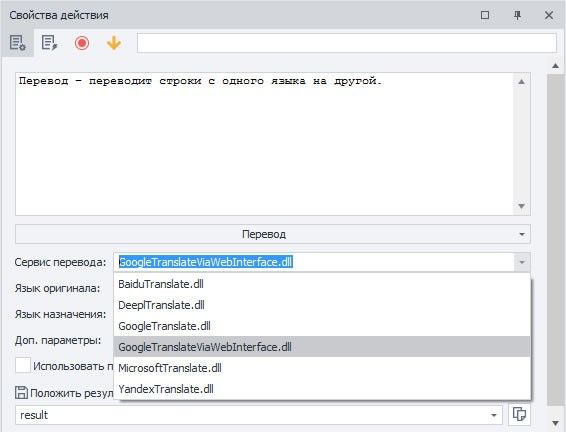 Свойства действия
Перевод - переводит строки с одного языка на другой.
Перевод
Сервис перевода: GoogleTranslateViaWebInterface.dll
BaiduTranslate.dll
Язык оригинала:
DeeplTranslate.dll
Язык назначения:
GoogleTranslate.dll
Доп. параметры:
GoogleTranslateViaWebInterface.dll
Использовать
MicrosoftTranslate.dll
Положить
YandexTranslate.dll
result